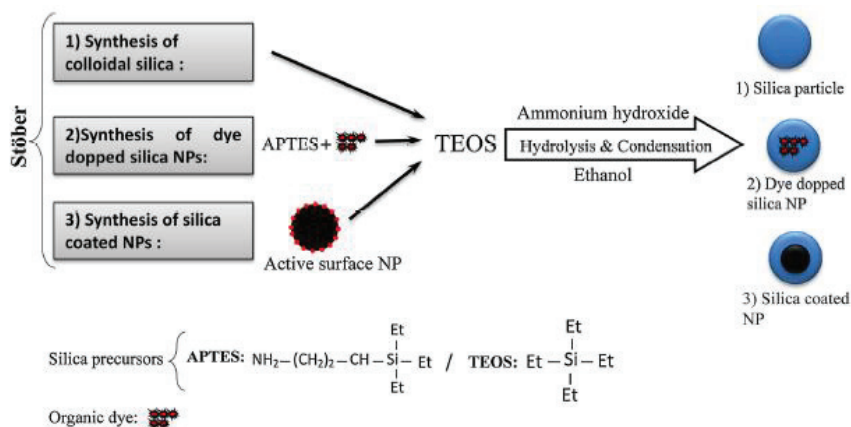 Stöber
1) Synthesis of
colloidal silica :
2)Synthesis of dye
dopped silica NPs:
3) Synthesis of silica
coated NPs :
APTES+
Active surface NP
TEOS
Ammonium hydroxide
Hydrolysis & Condensation
Ethanol
1) Silica particle
2) Dye dopped
silica NP
3) Silica coated
NP
Silica precursors
APTES: NH₂-(CH₂)₂-CH-Si-Et
Et
Et
/ TEOS: Et-Si-Et
Et
Et
Organic dye: